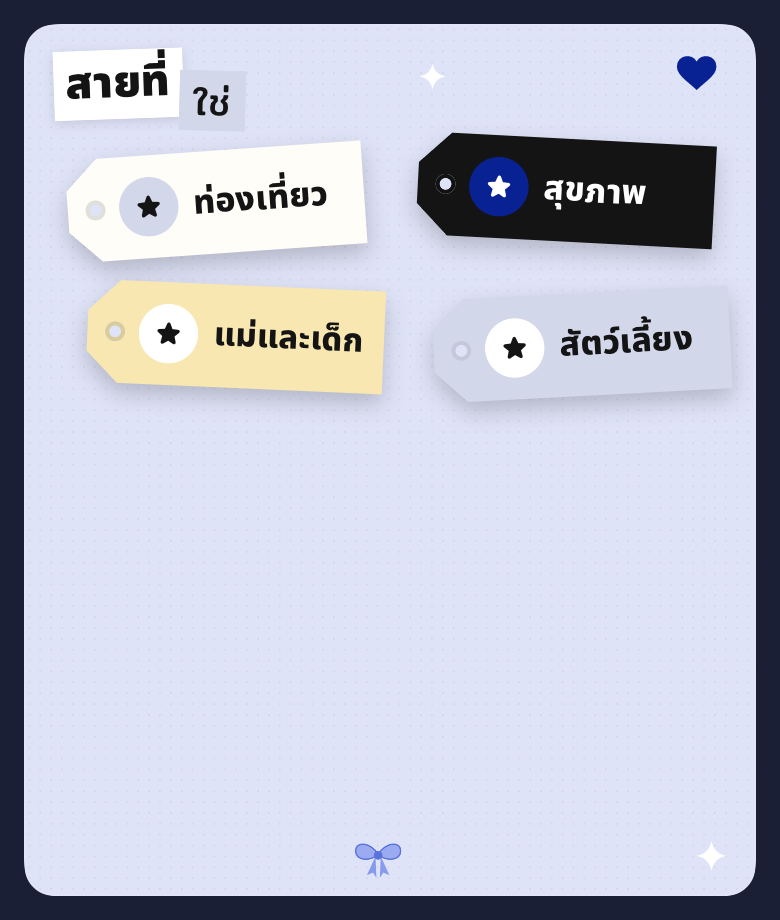 สายที่
ใช่
ท่องเที่ยว
สุขภาพ
แม่และเด็ก
สัตว์เลี้ยง